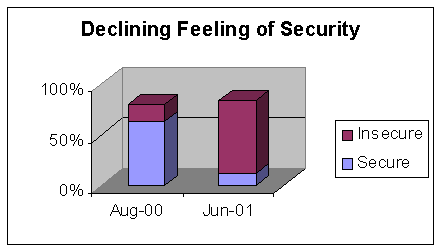 Declining Feeling of Security
100%
50%
0%
Aug-00 Jun-01
Insecure
Secure